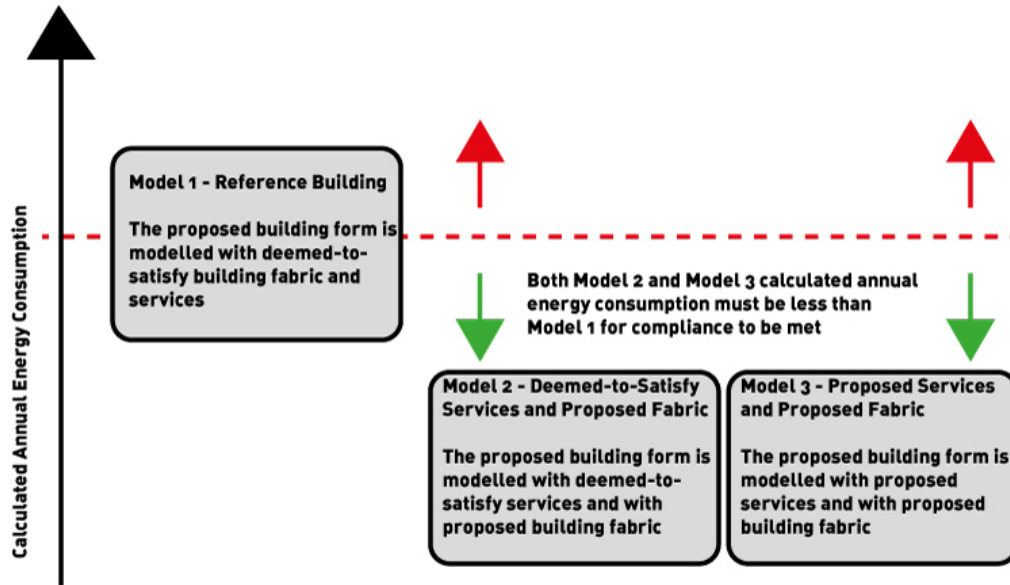 Calculated Annual Energy Consumption
Model 1 - Reference Building
The proposed building form is
modelled with deemed-to-
satisfy building fabric and
services
Both Model 2 and Model 3 calculated annual
energy consumption must be less than
Model 1 for compliance to be met
Model 2 - Deemed-to-Satisfy
Services and Proposed Fabric
The proposed building form is
modelled with deemed-to-
satisfy services and with
proposed building fabric
Model 3 - Proposed Services
and Proposed Fabric
The proposed building form is
modelled with proposed
services and with proposed
building fabric